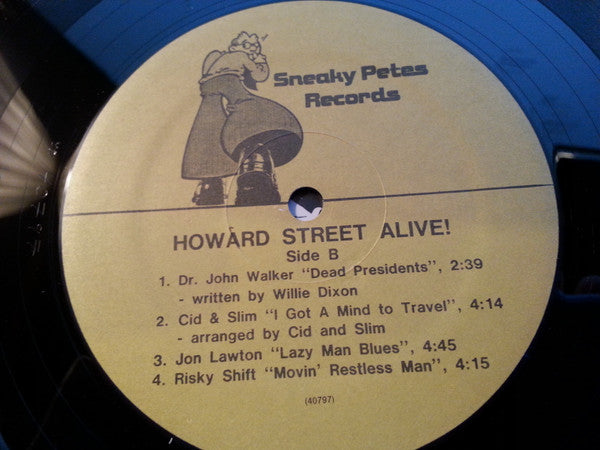 Sneaky Petes
Records
HOWARD STREET ALIVE!
Side B
1. Dr. John Walker "Dead Presidents", 2:39
- written by Willie Dixon
2. Cid & Slim "I Got A Mind to Travel", 4:14
- arranged by Cid and Slim
3. Jon Lawton "Lazy Man Blues", 4:45
4. Risky Shift "Movin' Restless Man", 4:15
(40797)